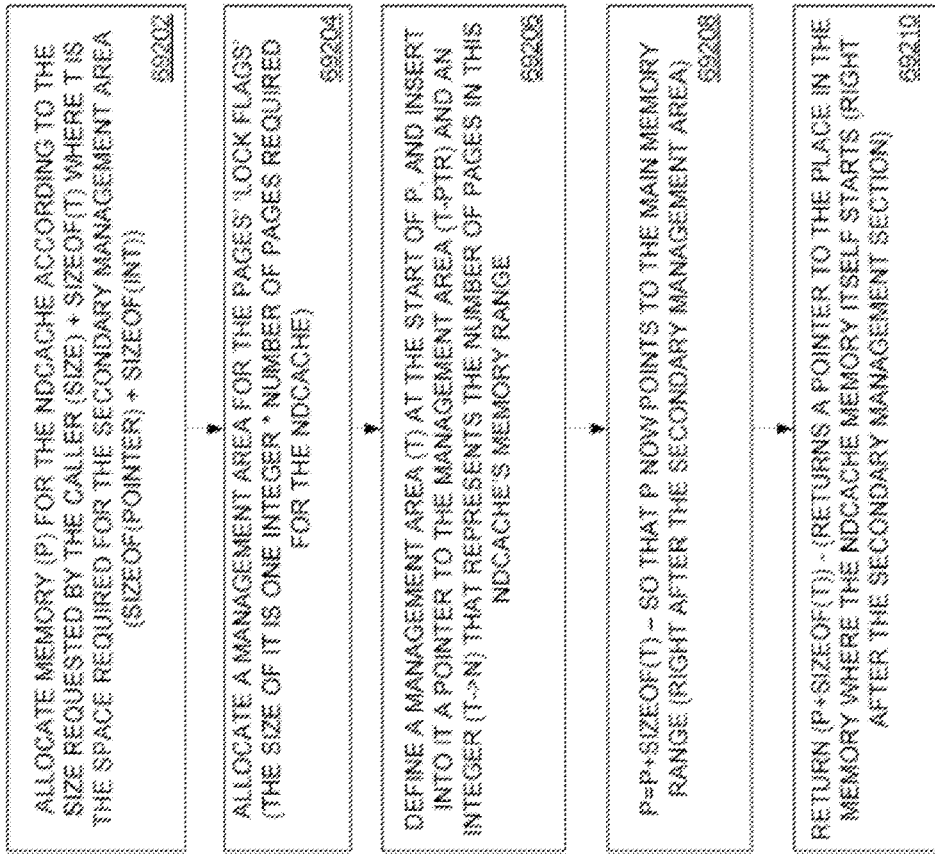 ALLOCATE MEMORY (P) FOR THE NDCACHE ACCORDING TO THE
SIZE REQUESTED BY THE CALLER (SIZE) + SIZEOF(T) WHERE T IS
THE SPACE REQUIRED FOR THE SECONDARY MANAGEMENT AREA
(SIZEOF(POINTER) + SIZEOF(INT))
69202
ALLOCATE A MANAGEMENT AREA FOR THE PAGES' 'LOCK FLAGS'
(THE SIZE OF IT IS ONE INTEGER * NUMBER OF PAGES REQUIRED
FOR THE NDCACHE)
69204
DEFINE A MANAGEMENT AREA (T) AT THE START OF P, AND INSERT
INTO IT A POINTER TO THE MANAGEMENT AREA (T-PTR) AND AN
INTEGER (T->N) THAT REPRESENTS THE NUMBER OF PAGES IN THIS
NDCACHE'S MEMORY RANGE
69206
P=P+SIZEOF(T) – SO THAT P NOW POINTS TO THE MAIN MEMORY
RANGE (RIGHT AFTER THE SECONDARY MANAGEMENT AREA)
69208
RETURN (P+SIZEOF(T)) - (RETURNS A POINTER TO THE PLACE IN THE
MEMORY WHERE THE NDCACHE MEMORY ITSELF STARTS (RIGHT
AFTER THE SECONDARY MANAGEMENT SECTION)
69210